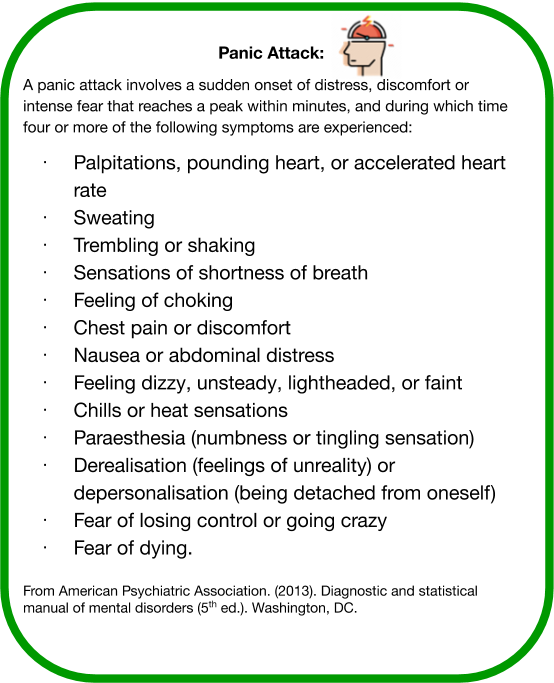 Panic Attack:
A panic attack involves a sudden onset of distress, discomfort or
intense fear that reaches a peak within minutes, and during which time
four or more of the following symptoms are experienced:
· Palpitations, pounding heart, or accelerated heart
rate
· Sweating
· Trembling or shaking
· Sensations of shortness of breath
· Feeling of choking
· Chest pain or discomfort
· Nausea or abdominal distress
· Feeling dizzy, unsteady, lightheaded, or faint
· Chills or heat sensations
· Paraesthesia (numbness or tingling sensation)
· Derealisation (feelings of unreality) or
depersonalisation (being detached from oneself)
· Fear of losing control or going crazy
· Fear of dying.
From American Psychiatric Association. (2013). Diagnostic and statistical
manual of mental disorders (5th ed.). Washington, DC.